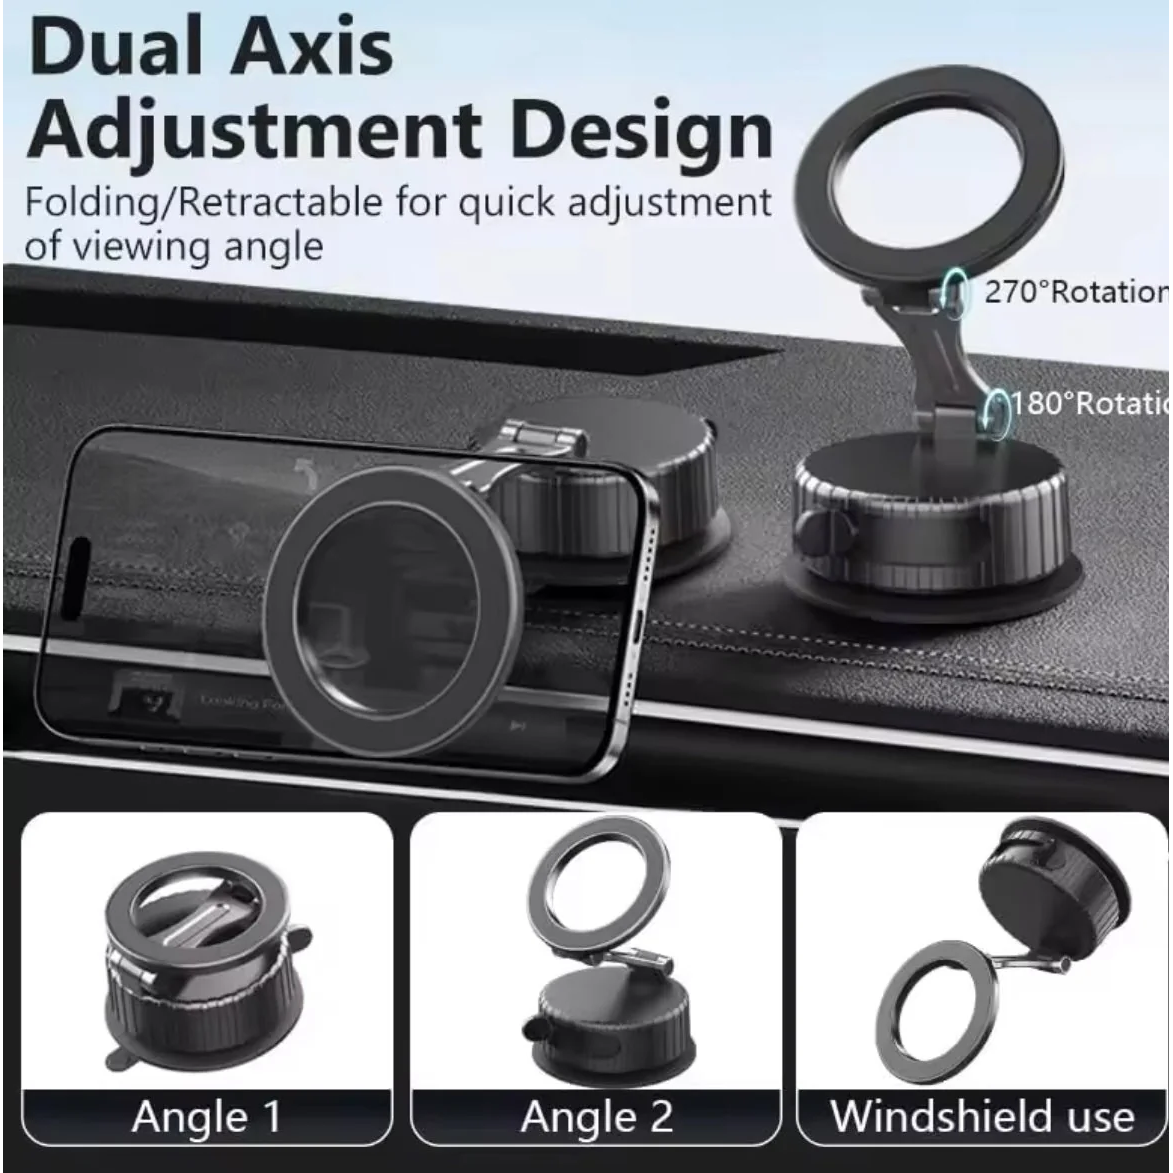 Dual Axis
Adjustment Design
Folding/Retractable for quick adjustment
of viewing angle
270°Rotation
180°Rotatio
Angle 1
Angle 2
Windshield use